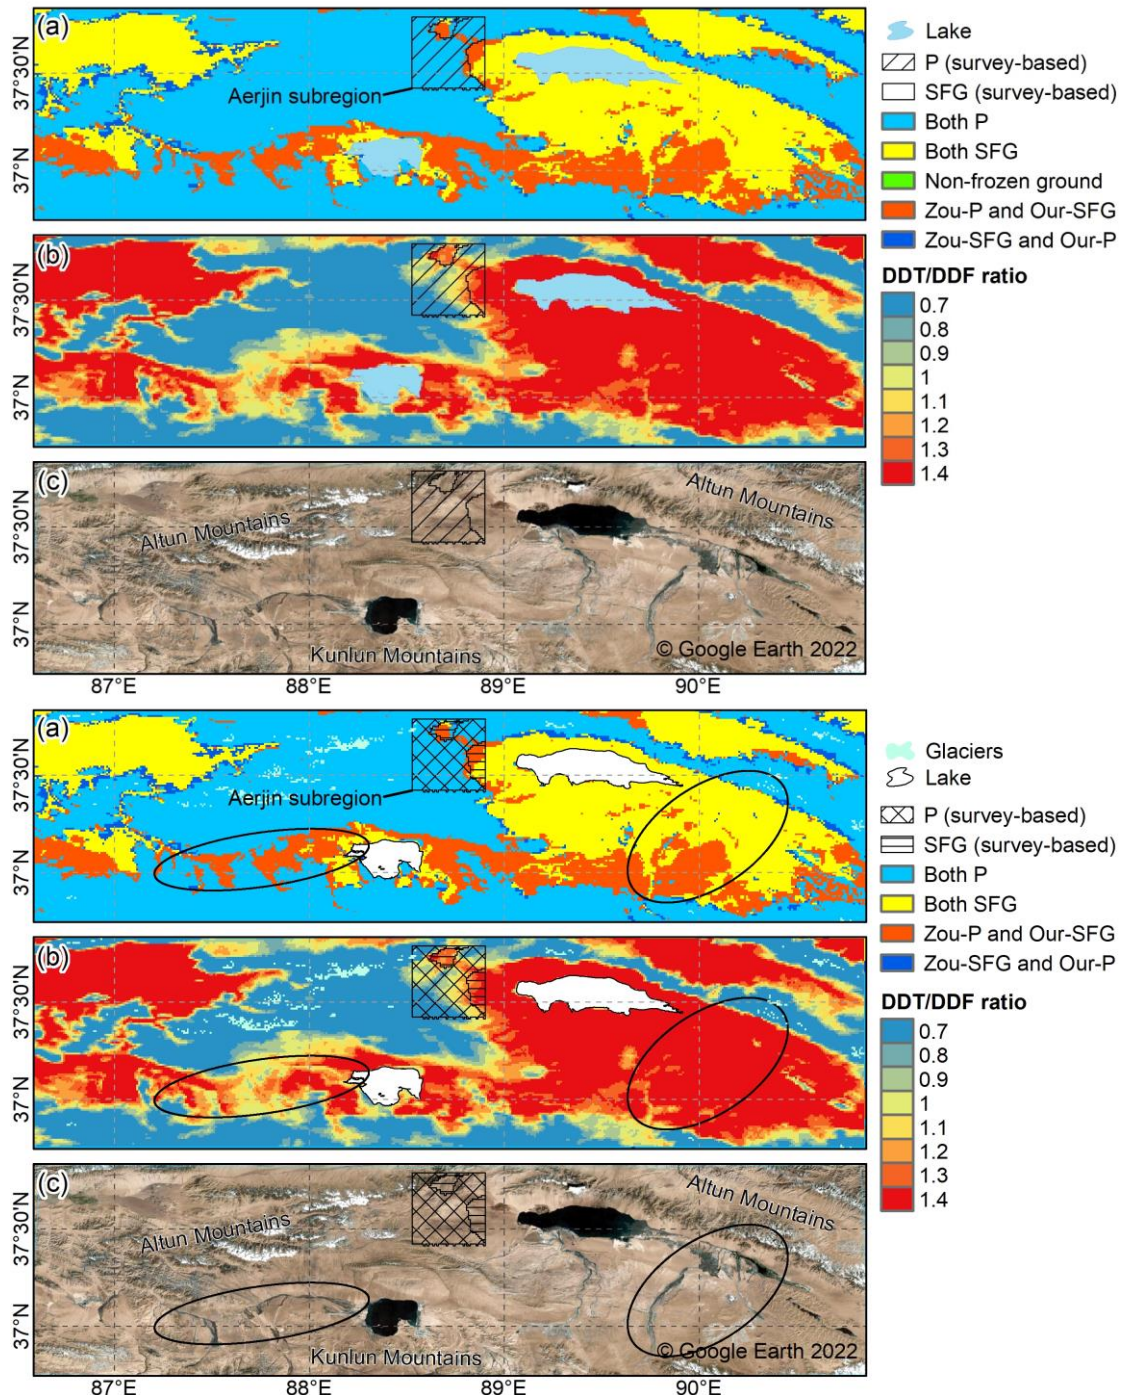 (a)
37°30'N
37°N
Aerjin subregion
Lake
P (survey-based)
SFG (survey-based)
Both P
Both SFG
Non-frozen ground
Zou-P and Our-SFG
Zou-SFG and Our-P
(b)
37°30'N
37°N
DDT/DDF ratio
0.7
0.8
0.9
1
1.1
1.2
1.3
1.4
(c)
37°30'N
37°N
Altun Mountains
Altun Mountains
Kunlun Mountains
© Google Earth 2022
87°E 88°E 89°E 90°E
(a)
37°30'N
37°N
Aerjin subregion
Glaciers
Lake
P (survey-based)
SFG (survey-based)
Both P
Both SFG
Zou-P and Our-SFG
Zou-SFG and Our-P
(b)
37°30'N
37°N
DDT/DDF ratio
0.7
0.8
0.9
1
1.1
1.2
1.3
1.4
(c)
37°30'N
37°N
Altun Mountains
Altun Mountains
Kunlun Mountains
© Google Earth 2022
87°E 88°E 89°E 90°E